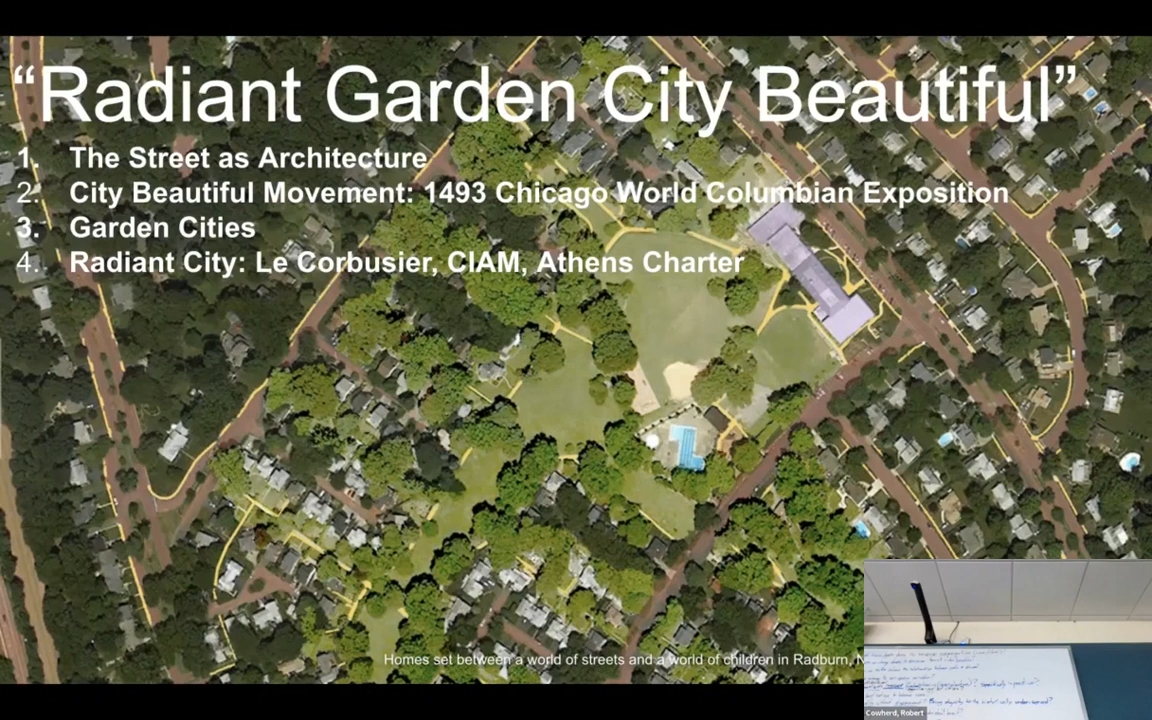 “Radiant Garden City Beautiful”
1. The Street as Architecture
2. City Beautiful Movement: 1493 Chicago World Columbian Exposition
3. Garden Cities
4. Radiant City: Le Corbusier, CIAM, Athens Charter
Homes set between a world of streets and a world of children in Radburn, N
Cowherd, Robert